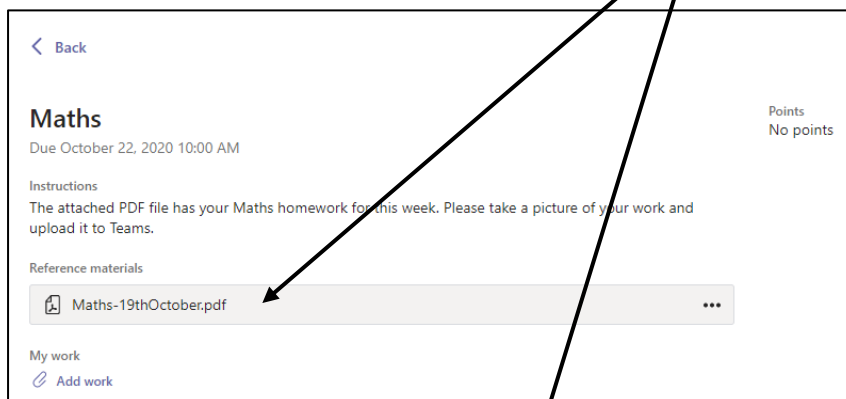 Back
Maths
Points
No points
Due October 22, 2020 10:00 AM
Instructions
The attached PDF file has your Maths homework for this week. Please take a picture of your work and
upload it to Teams.
Reference materials
Maths-19thOctober.pdf
My work
Add work